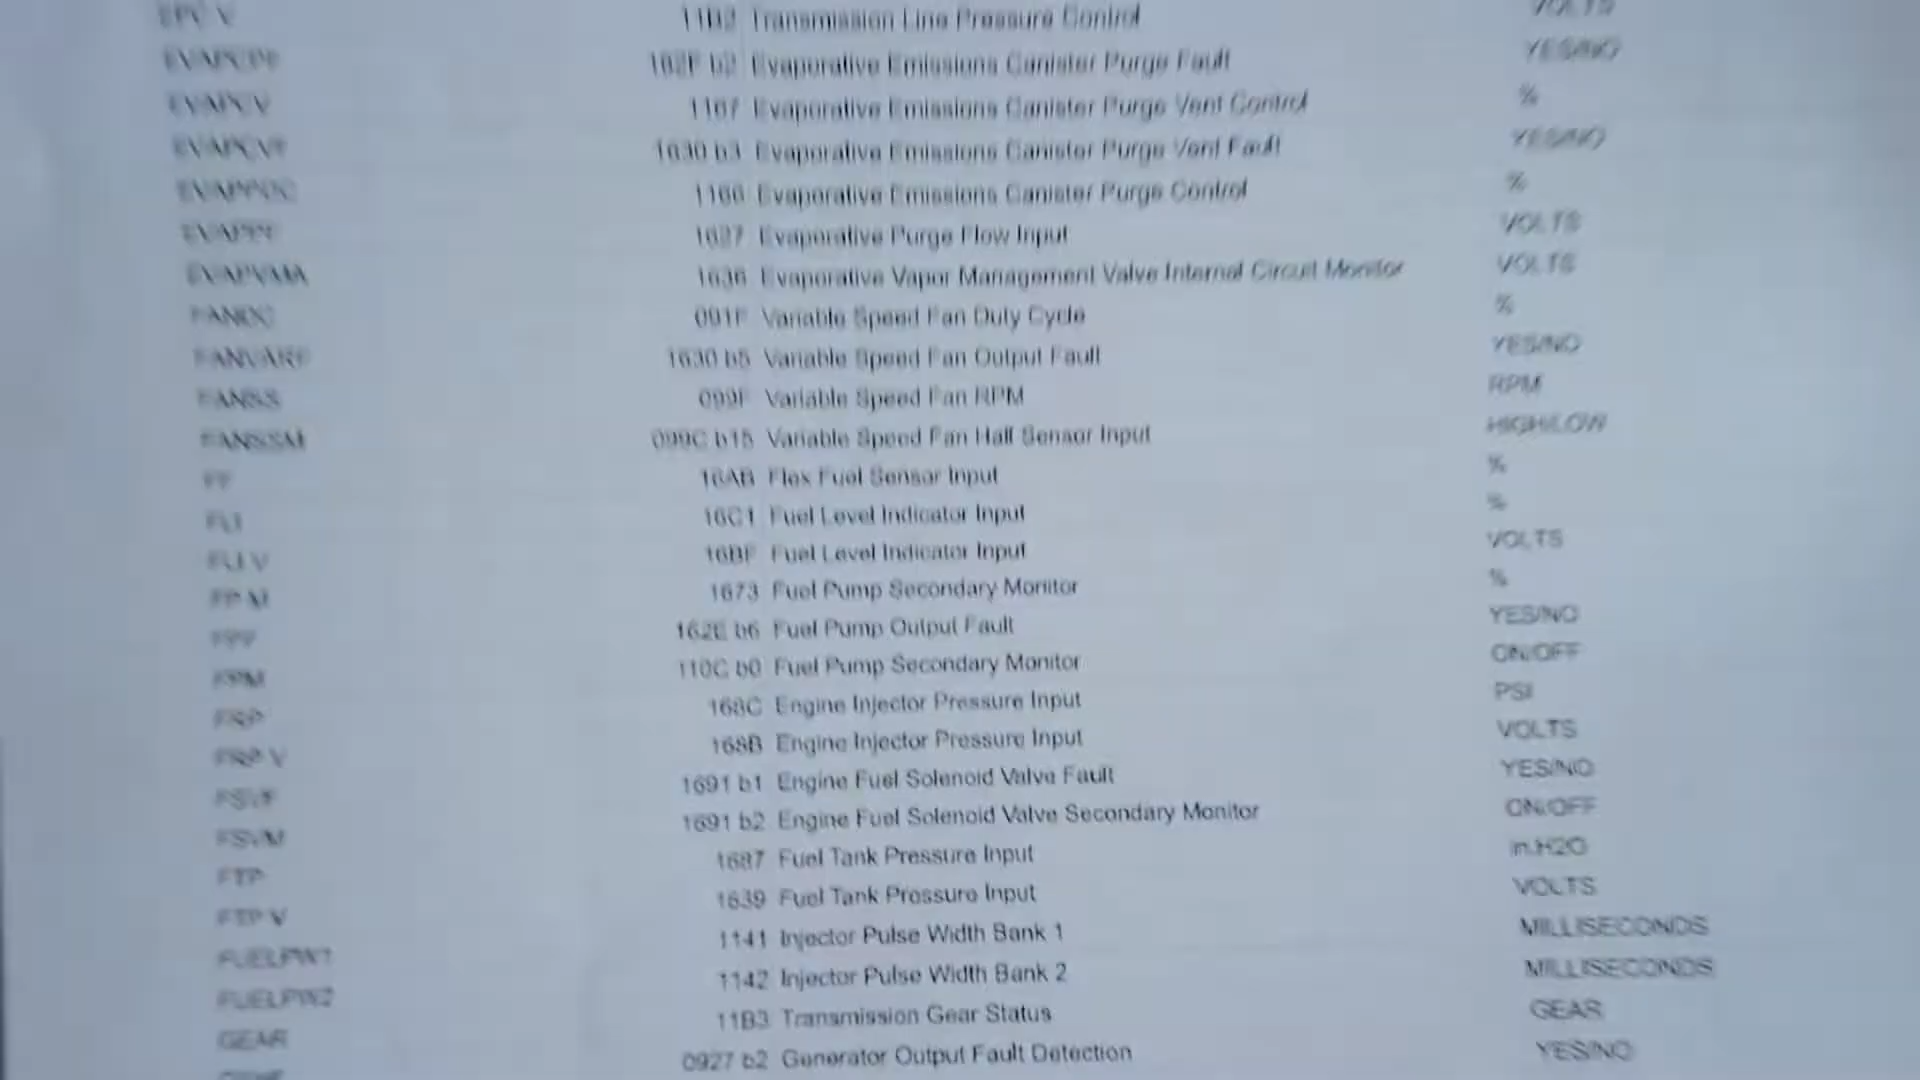 EPC V 11B2 Transmission Line Pressure Control VOLTS
EVAPCPF 162F b2 Evaporative Emissions Canister Purge Fault YES/NO
EVAPCV 1167 Evaporative Emissions Canister Purge Vent Control %
EVAPCVF 1630 b3 Evaporative Emissions Canister Purge Vent Fault YES/NO
1166 Evaporative Emissions Canister Purge Control %
EVAPPF 1627 Evaporative Purge Flow Input VOLTS
EVAPVMA 1636 Evaporative Vapor Management Valve Internal Circuit Monitor VOLTS
FANDC 091F Variable Speed Fan Duty Cycle %
FANVARF 1630 b5 Variable Speed Fan Output Fault YES/NO
FANSS 099F Variable Speed Fan RPM RPM
FANSSM 099C b15 Variable Speed Fan Hall Sensor Input HIGH/LOW
FF 16AB Flex Fuel Sensor Input %
FLI 16C1 Fuel Level Indicator Input %
FLI V 16BF Fuel Level Indicator Input VOLTS
FP M 1673 Fuel Pump Secondary Monitor %
FPF 162E b6 Fuel Pump Output Fault YES/NO
FPM 110C b0 Fuel Pump Secondary Monitor ON/OFF
FRP 168C Engine Injector Pressure Input PSI
FRP V 168B Engine Injector Pressure Input VOLTS
FSVF 1691 b1 Engine Fuel Solenoid Valve Fault YES/NO
FSVM 1691 b2 Engine Fuel Solenoid Valve Secondary Monitor ON/OFF
FTP 1687 Fuel Tank Pressure Input in.H2O
FTP V 1639 Fuel Tank Pressure Input VOLTS
FUELPW1 1141 Injector Pulse Width Bank 1 MILLISECONDS
FUELPW2 1142 Injector Pulse Width Bank 2 MILLISECONDS
GEAR 11B3 Transmission Gear Status GEAR
0927 b2 Generator Output Fault Detection YES/NO